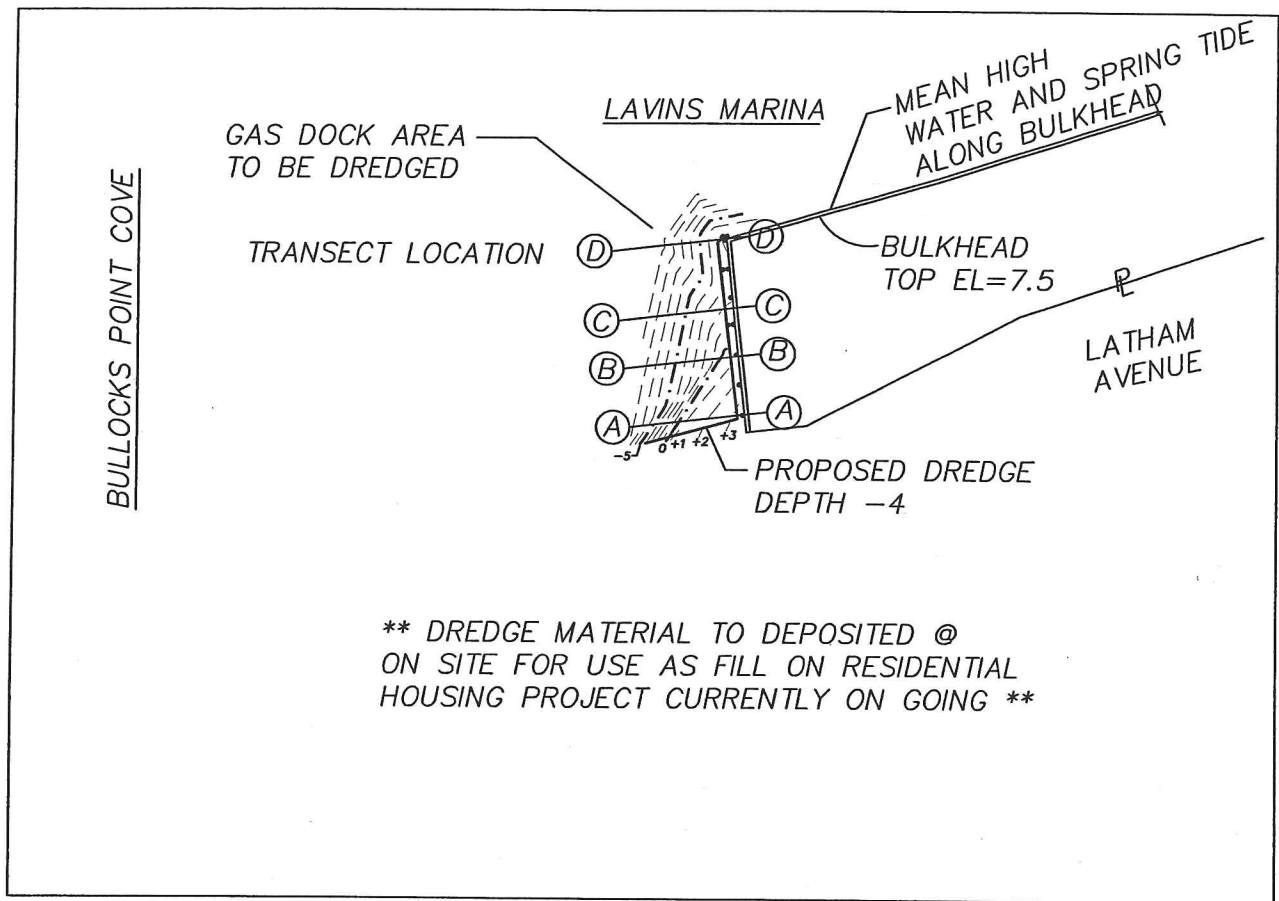 LAVINS MARINA
MEAN HIGH
WATER AND SPRING TIDE
ALONG BULKHEAD
GAS DOCK AREA
TO BE DREDGED
BULLOCKS POINT COVE
TRANSECT LOCATION
D
D
BULKHEAD
TOP EL=7.5
C
C
B
B
PL
LATHAM
AVENUE
A
A
-5
0
+1
+2
+3
PROPOSED DREDGE
DEPTH -4
** DREDGE MATERIAL TO DEPOSITED @
ON SITE FOR USE AS FILL ON RESIDENTIAL
HOUSING PROJECT CURRENTLY ON GOING **